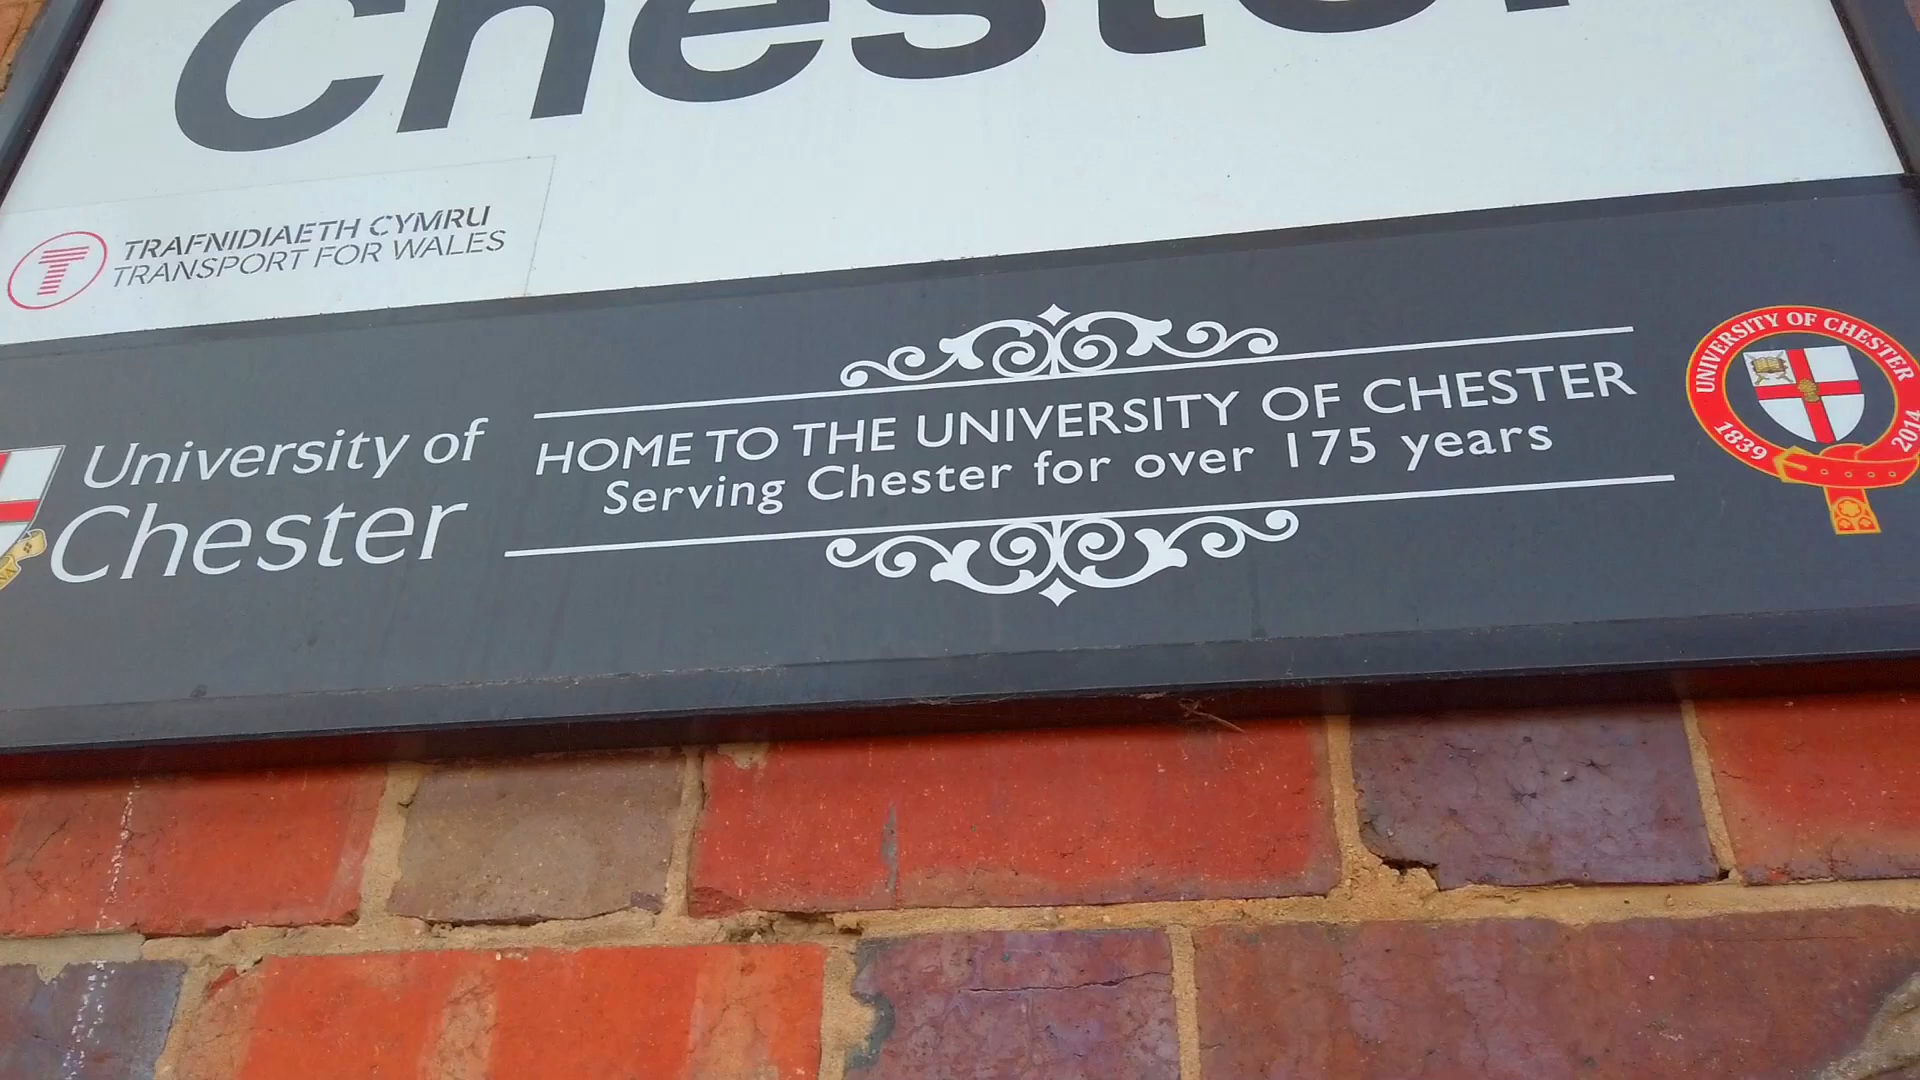 Chester
TRAFNIDIAETH CYMRU
TRANSPORT FOR WALES
University of
Chester
HOME TO THE UNIVERSITY OF CHESTER
Serving Chester for over 175 years
UNIVERSITY OF CHESTER
1839
2014